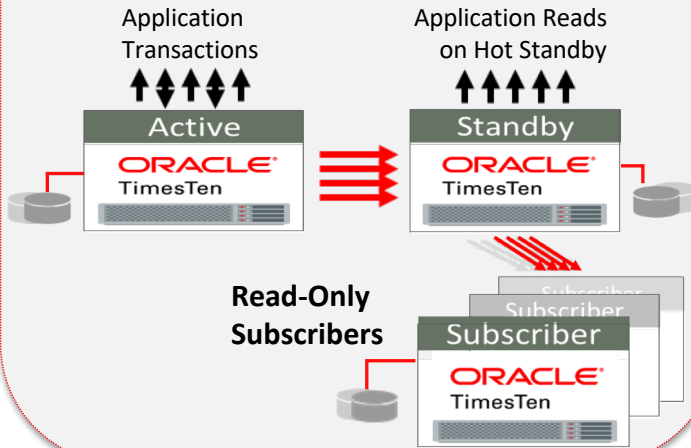 Application
Transactions
Application Reads
on Hot Standby
Active
ORACLE®
TimesTen
Standby
ORACLE®
TimesTen
Read-Only
Subscribers
Subscriber
Subscriber
Subscriber
ORACLE®
TimesTen